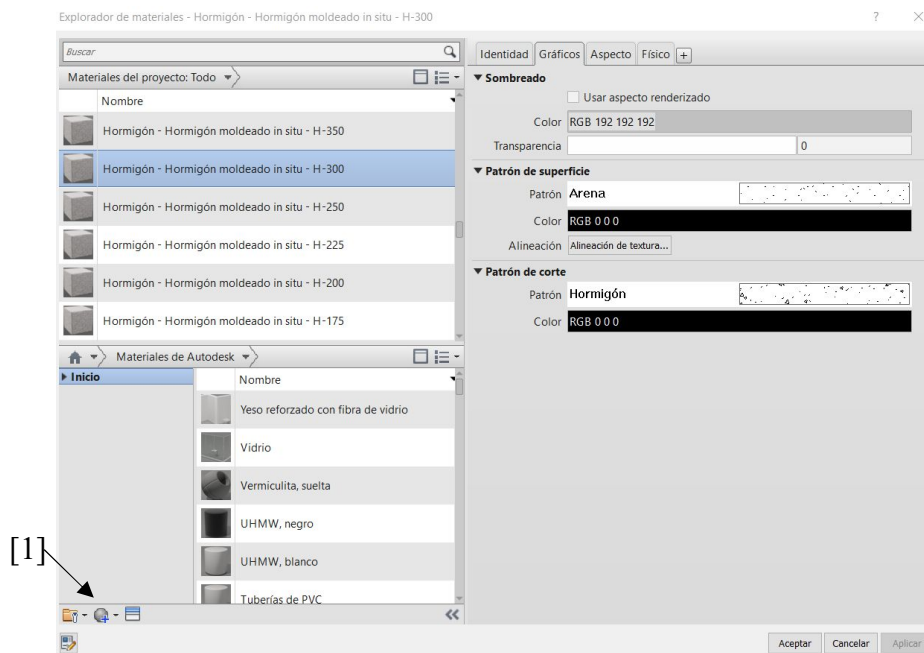 Explorador de materiales - Hormigón - Hormigón moldeado in situ - H-300
?
Buscar
Materiales del proyecto: Todo
Nombre
Hormigón - Hormigón moldeado in situ - H-350
Hormigón - Hormigón moldeado in situ - H-300
Hormigón - Hormigón moldeado in situ - H-250
Hormigón - Hormigón moldeado in situ - H-225
Hormigón - Hormigón moldeado in situ - H-200
Hormigón - Hormigón moldeado in situ - H-175
Materiales de Autodesk
Inicio
Nombre
Yeso reforzado con fibra de vidrio
Vidrio
Vermiculita, suelta
UHMW, negro
UHMW, blanco
Tuberías de PVC
[1]
Identidad Gráficos Aspecto Físico +
Sombreado
Usar aspecto renderizado
Color RGB 192 192 192
Transparencia 0
Patrón de superficie
Patrón Arena
Color RGB 0 0 0
Alineación Alineación de textura...
Patrón de corte
Patrón Hormigón
Color RGB 0 0 0
Aceptar Cancelar Aplicar